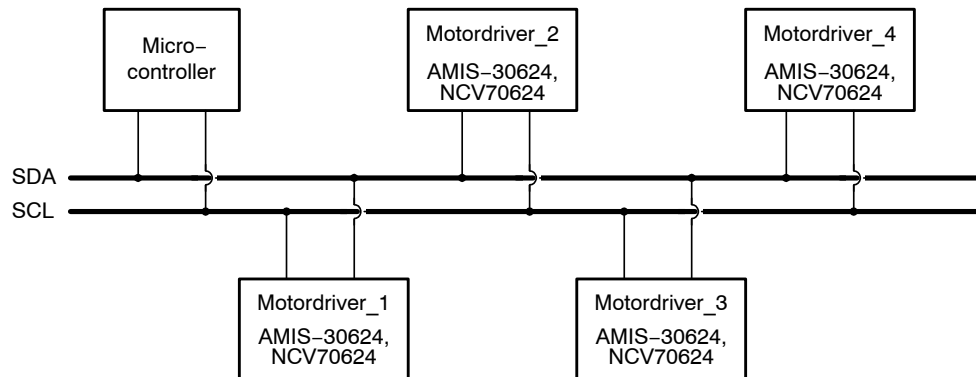 Micro−
controller
Motordriver_2
AMIS−30624,
NCV70624
Motordriver_4
AMIS−30624,
NCV70624
SDA
SCL
Motordriver_1
AMIS−30624,
NCV70624
Motordriver_3
AMIS−30624,
NCV70624